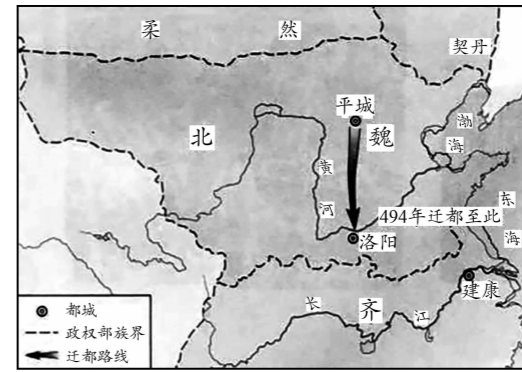 柔然
契丹
平城
渤海
北魏
黄河
494年迁都至此
东海
洛阳
建康
长江
齐
都城
政权部族界
迁都路线